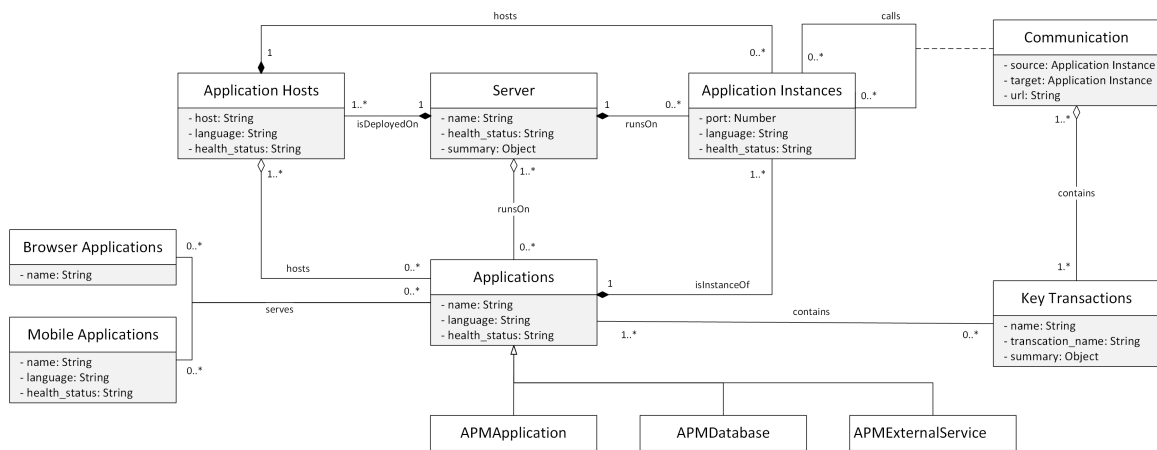 hosts
calls
1
0..*
0..*
0..*
Communication
- source: Application Instance
- target: Application Instance
- url: String
1..*
Application Hosts
- host: String
- language: String
- health_status: String
1..*
1..*
1
isDeployedOn
Server
- name: String
- health_status: String
- summary: Object
1..*
1
0..*
runsOn
Application Instances
- port: Number
- language: String
- health_status: String
1..*
contains
runsOn
Browser Applications
- name: String
0..*
0..*
hosts
0..*
0..*
serves
Applications
- name: String
- language: String
- health_status: String
1
isInstanceOf
1.*
contains
1..*
0..*
Key Transactions
- name: String
- transcation_name: String
- summary: Object
Mobile Applications
- name: String
- language: String
- health_status: String
0..*
APMApplication
APMDatabase
APMExternalService